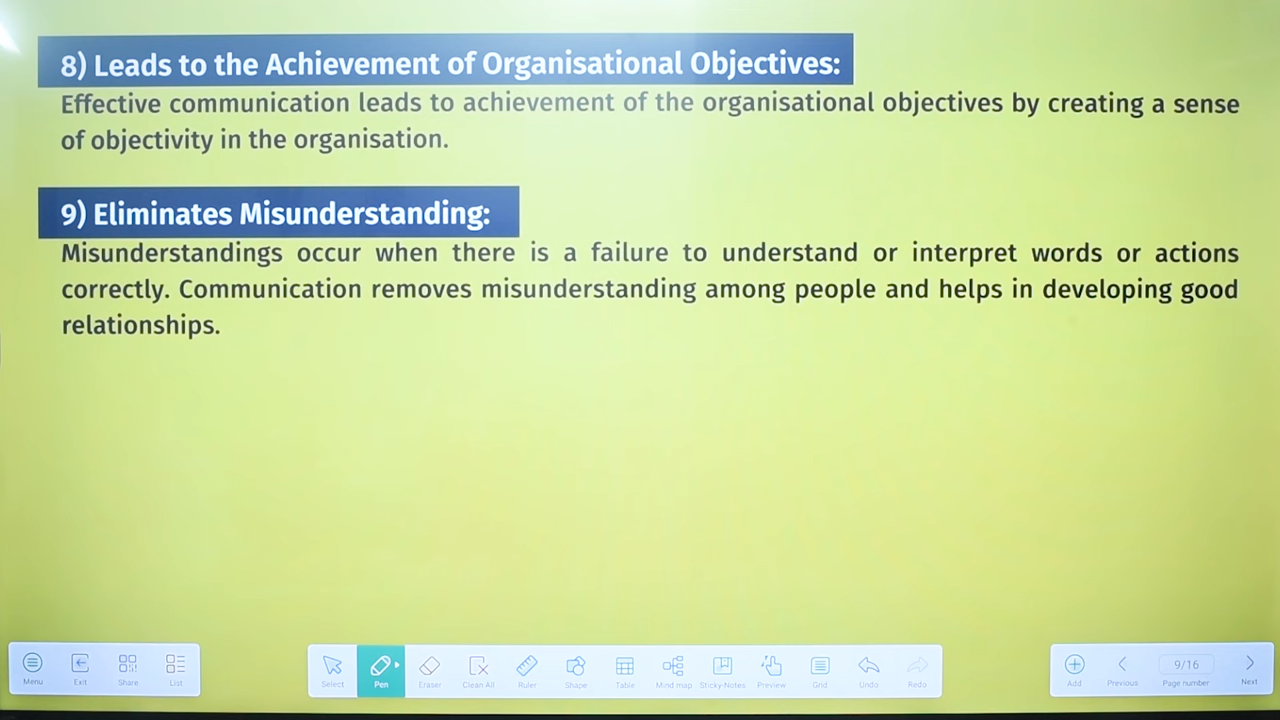 8) Leads to the Achievement of Organisational Objectives:
Effective communication leads to achievement of the organisational objectives by creating a sense
of objectivity in the organisation.
9) Eliminates Misunderstanding:
Misunderstandings occur when there is a failure to understand or interpret words or actions
correctly. Communication removes misunderstanding among people and helps in developing good
relationships.
Menu Exit Share List Select Pen Eraser Clean All Ruler Shape Table Mind map Sticky-Notes Preview Grid Undo Redo Add Previous 9/16 Page number Next